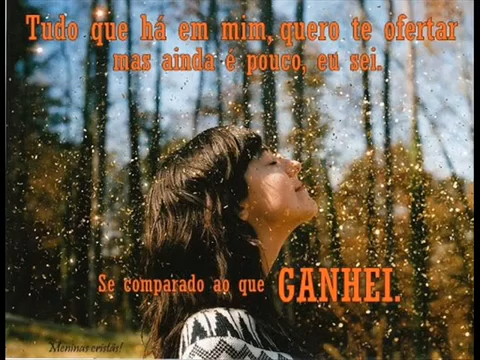 Tudo que há em mim, quero te ofertar
mas ainda é pouco, eu sei.
Se comparado ao que GANHEI.
Meninas cristãs!